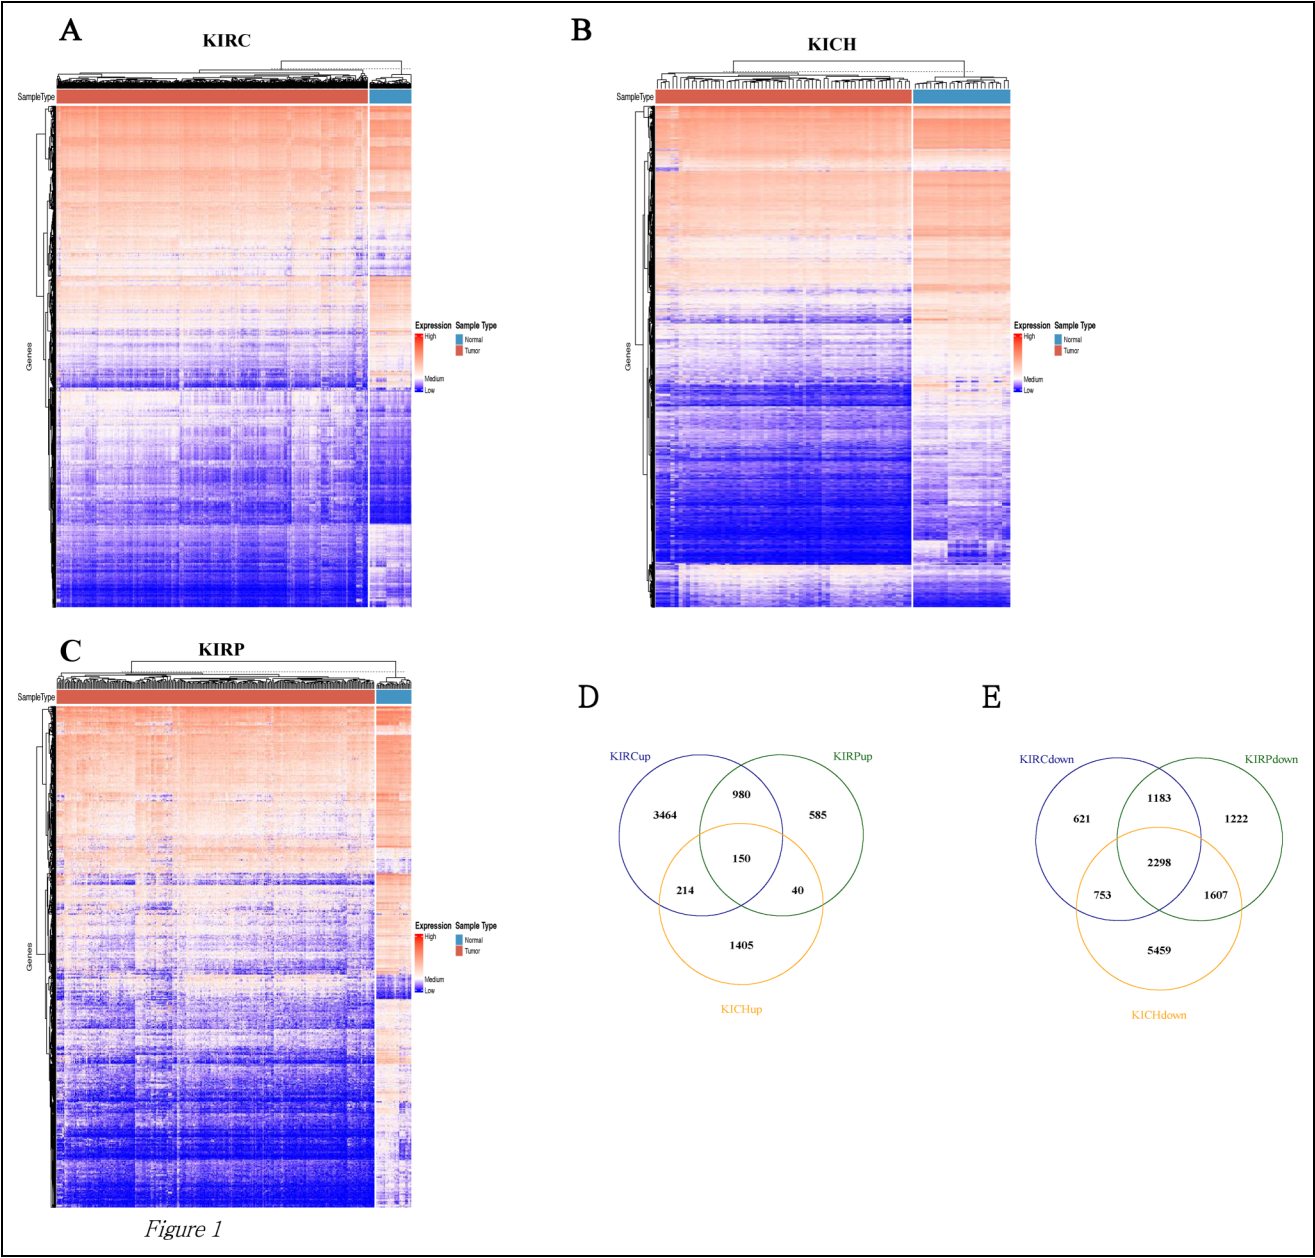 A
KIRC
SampleType
Genes
Expression Sample Type
High
Normal
Tumor
Medium
Low
B
KICH
SampleType
Genes
Expression Sample Type
High
Normal
Tumor
Medium
Low
C
KIRP
SampleType
Genes
Expression Sample Type
High
Normal
Tumor
Medium
Low
D
KIRCup
KIRPup
980
3464
585
150
214
40
1405
KICHup
E
KIRCdown
KIRPdown
1183
621
1222
2298
753
1607
5459
KICHdown
Figure 1